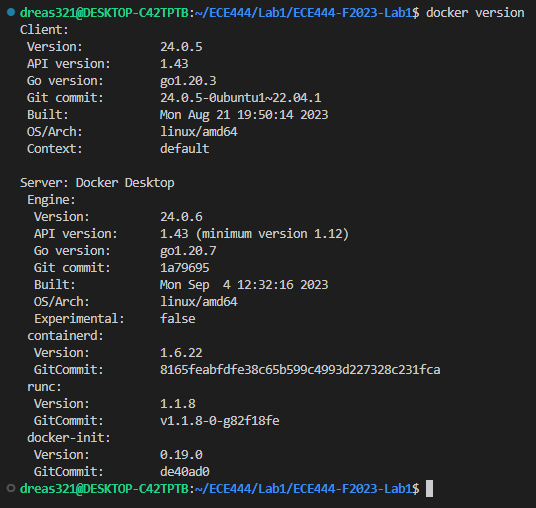 dreas321@DESKTOP-C42TPTB:~/ECE444/Lab1/ECE444-F2023-Lab1$ docker version
Client:
 Version:           24.0.5
 API version:       1.43
 Go version:        go1.20.3
 Git commit:        24.0.5-0ubuntu1~22.04.1
 Built:             Mon Aug 21 19:50:14 2023
 OS/Arch:           linux/amd64
 Context:           default

Server: Docker Desktop
 Engine:
  Version:          24.0.6
  API version:      1.43 (minimum version 1.12)
  Go version:       go1.20.7
  Git commit:       1a79695
  Built:            Mon Sep  4 12:32:16 2023
  OS/Arch:          linux/amd64
  Experimental:     false
 containerd:
  Version:          1.6.22
  GitCommit:        8165feabfdfe38c65b599c4993d227328c231fca
 runc:
  Version:          1.1.8
  GitCommit:        v1.1.8-0-g82f18fe
 docker-init:
  Version:          0.19.0
  GitCommit:        de40ad0
dreas321@DESKTOP-C42TPTB:~/ECE444/Lab1/ECE444-F2023-Lab1$